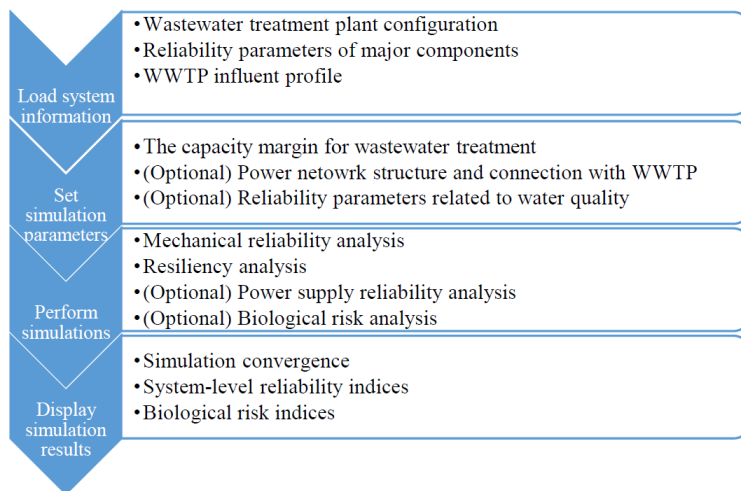 Load system
information
•Wastewater treatment plant configuration
•Reliability parameters of major components
•WWTP influent profile
Set
simulation
parameters
•The capacity margin for wastewater treatment
•(Optional) Power netowrk structure and connection with WWTP
•(Optional) Reliability parameters related to water quality
Perform
simulations
•Mechanical reliability analysis
•Resiliency analysis
•(Optional) Power supply reliability analysis
•(Optional) Biological risk analysis
Display
simulation
results
•Simulation convergence
•System-level reliability indices
•Biological risk indices